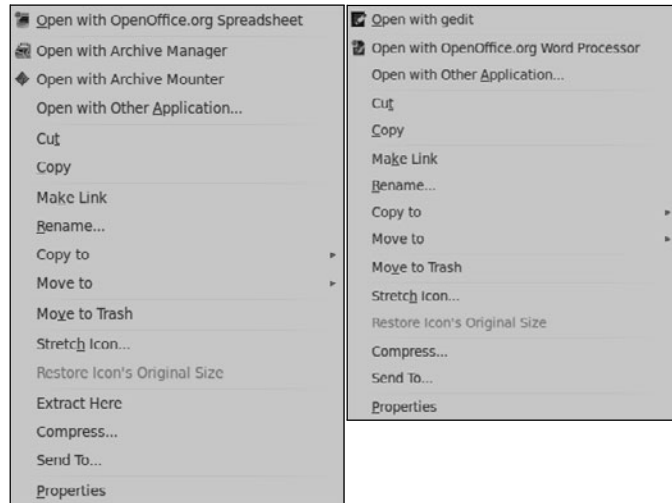 Open with OpenOffice.org Spreadsheet
Open with Archive Manager
Open with Archive Mounter
Open with Other Application...
Cut
Copy
Make Link
Rename...
Copy to
Move to
Move to Trash
Stretch Icon...
Restore Icon's Original Size
Extract Here
Compress...
Send To...
Properties
Open with gedit
Open with OpenOffice.org Word Processor
Open with Other Application...
Cut
Copy
Make Link
Rename...
Copy to
Move to
Move to Trash
Stretch Icon...
Restore Icon's Original Size
Compress...
Send To...
Properties